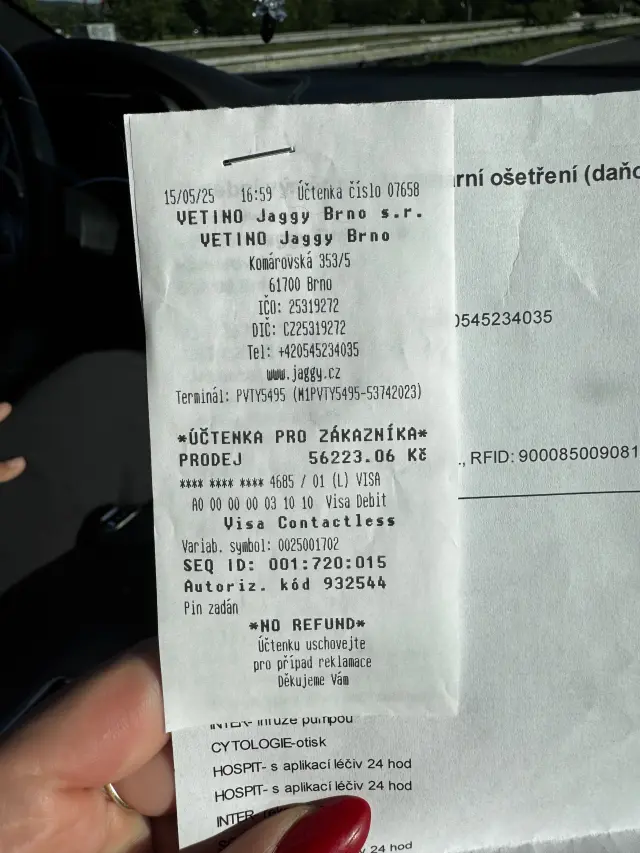 15/05/25 16:59 Účtenka číslo 07658
VETINO Jaggy Brno s.r.
VETINO Jaggy Brno
Komárovská 353/5
61700 Brno
IČO: 25319272
DIČ: CZ25319272
Tel: +420545234035
www.jaggy.cz
Terminál: PVTY5495 (M1PVTY5495-53742023)
*ÚČTENKA PRO ZÁKAZNÍKA*
PRODEJ 56223.06 Kč
**** **** **** 4685 / 01 (L) VISA
A0 00 00 00 03 10 10 Visa Debit
Visa Contactless
Variab. symbol: 0025001702
SEQ ID: 001:720:015
Autoriz. kód 932544
Pin zadán
*NO REFUND*
Účtenku uschovejte
pro případ reklamace
Děkujeme Vám
rní ošetření (daňo
0545234035
., RFID: 900085009081
INTER- infuze pumpou
CYTOLOGIE-otisk
HOSPIT- s aplikací léčiv 24 hod
HOSPIT- s aplikací léčiv 24 hod
INTER
24 hod